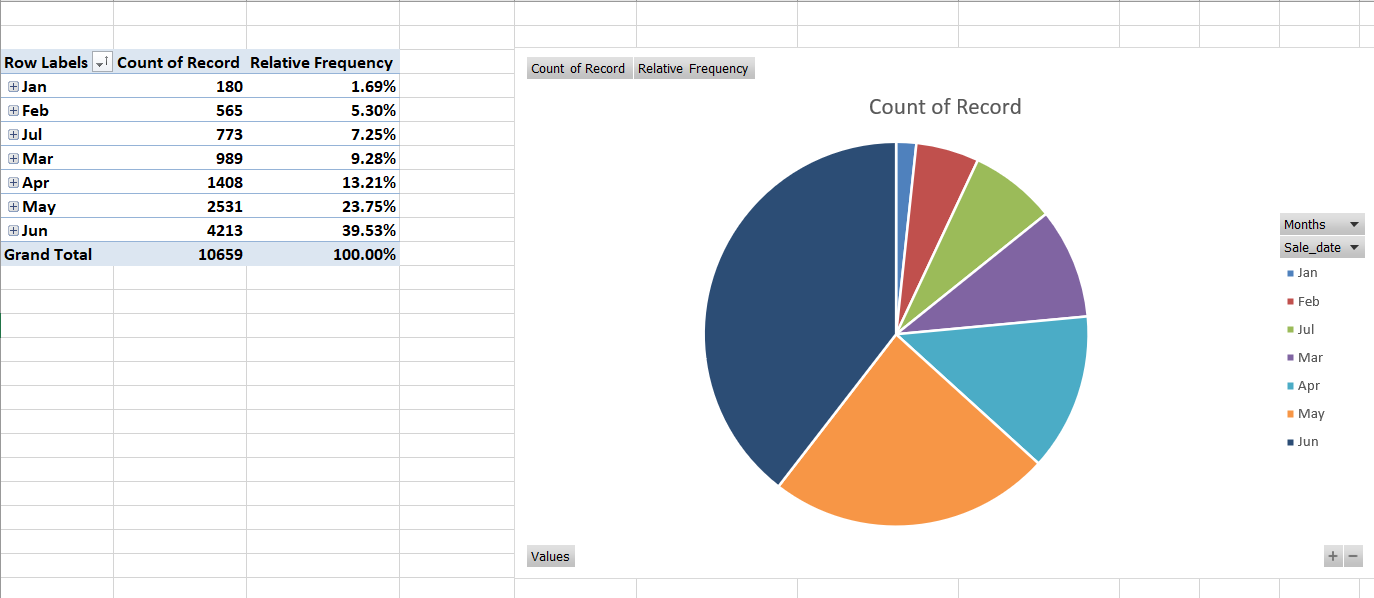 Row Labels Count of Record Relative Frequency
Jan 180 1.69%
Feb 565 5.30%
Jul 773 7.25%
Mar 989 9.28%
Apr 1408 13.21%
May 2531 23.75%
Jun 4213 39.53%
Grand Total 10659 100.00%
Count of Record Relative Frequency
Count of Record
Months
Sale_date
Jan
Feb
Jul
Mar
Apr
May
Jun
Values